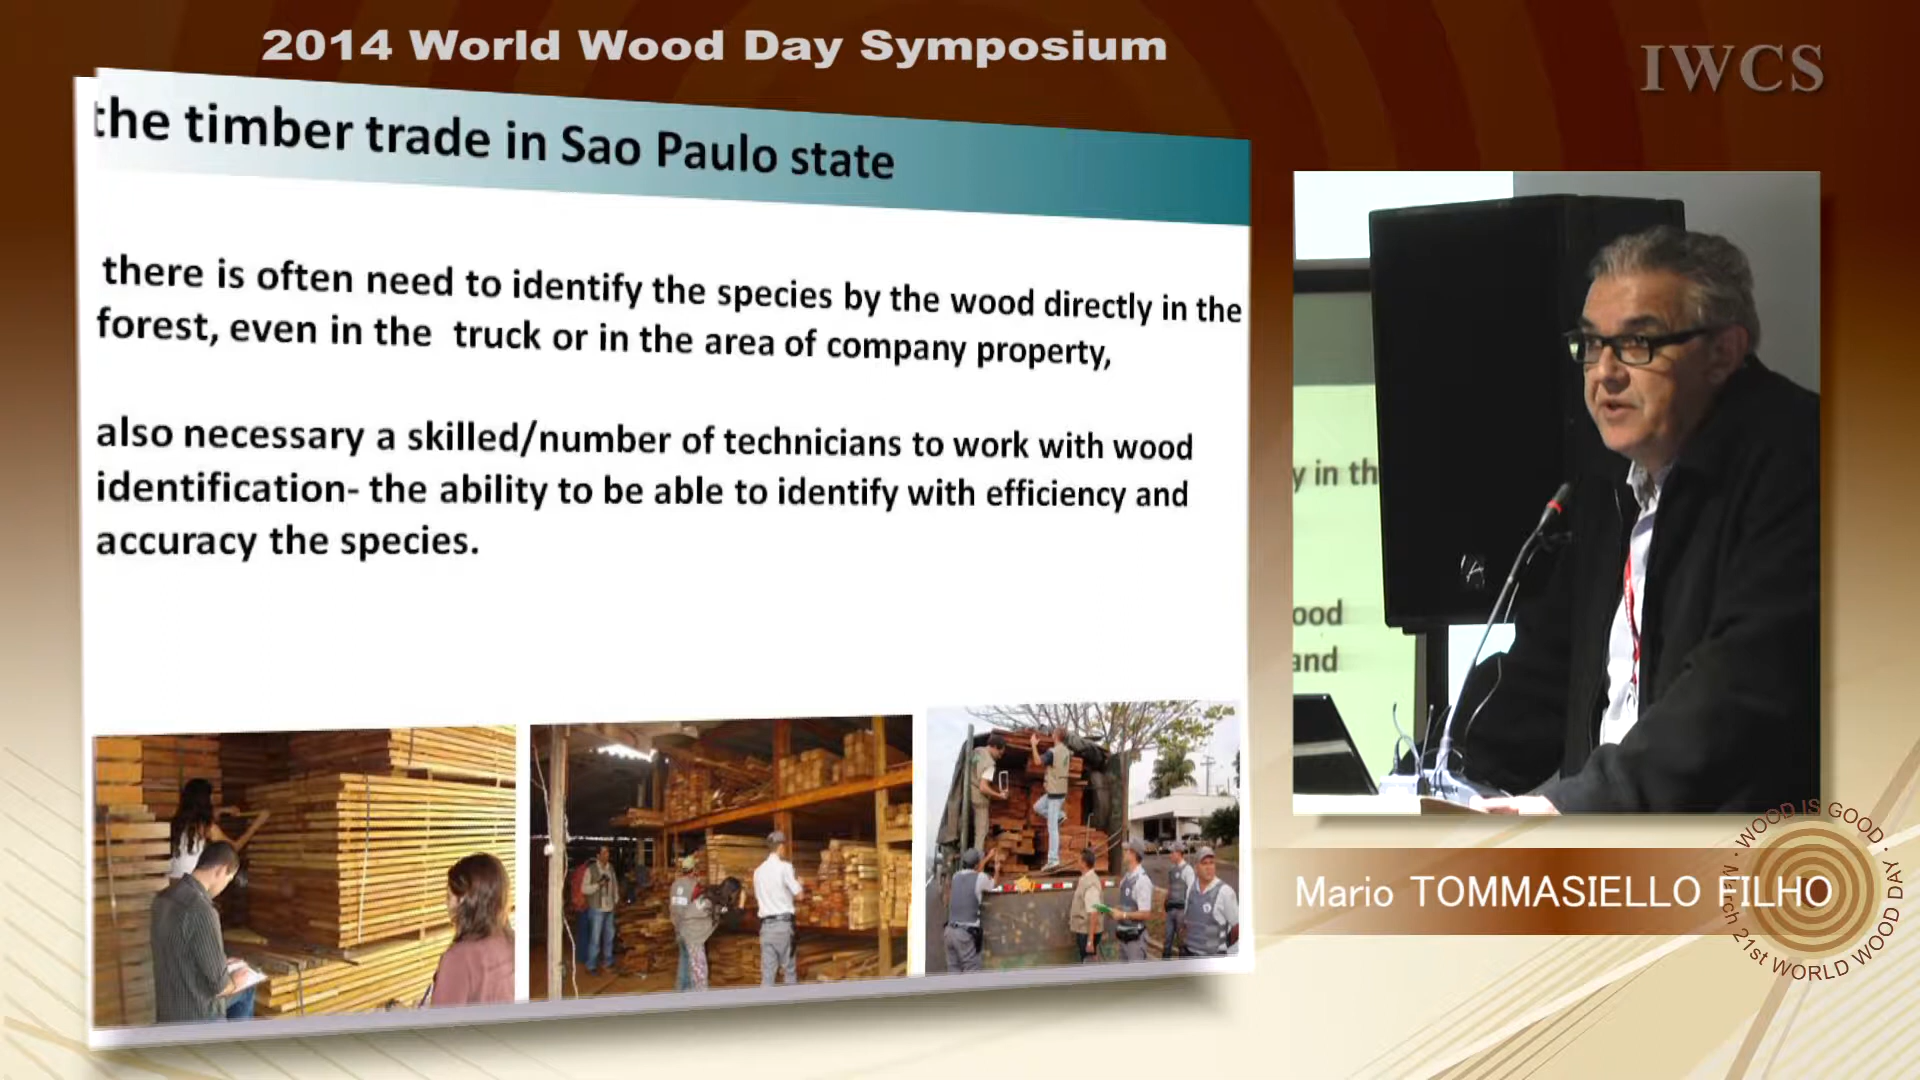 2014 World Wood Day Symposium
IWCS
the timber trade in Sao Paulo state
there is often need to identify the species by the wood directly in the
forest, even in the truck or in the area of company property,
also necessary a skilled/number of technicians to work with wood
identification- the ability to be able to identify with efficiency and
accuracy the species.
y in th
ood
and
Mario TOMMASIELLO FILHO
WOOD IS GOOD · March 21st WORLD WOOD DAY ·